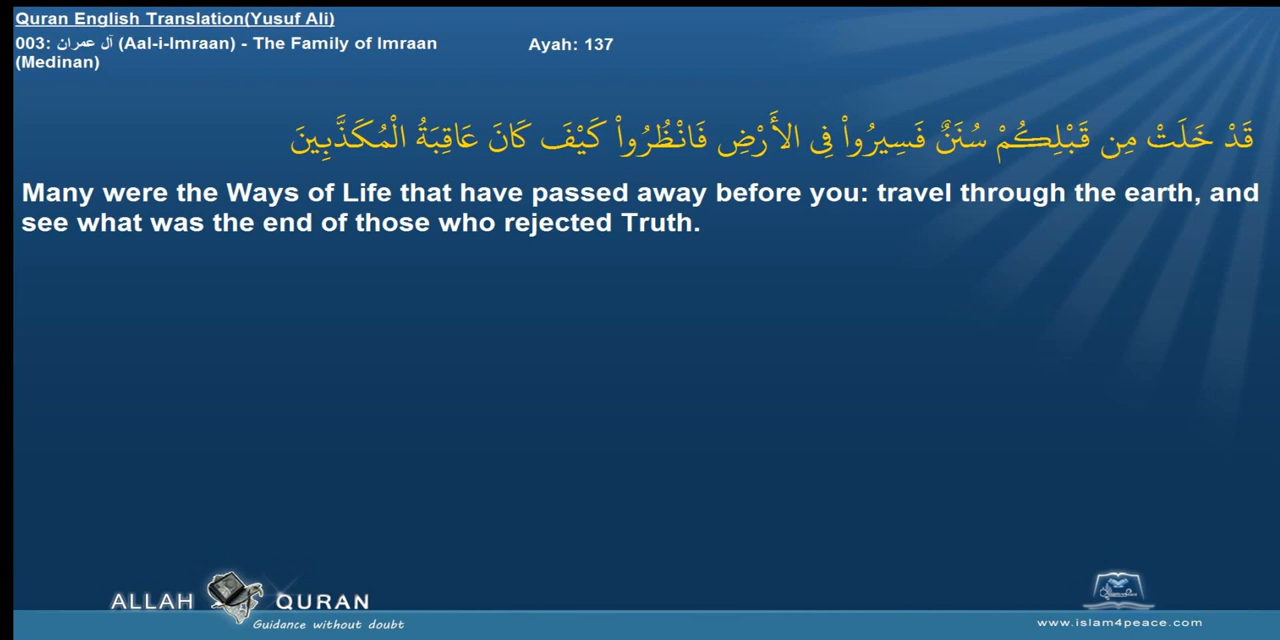 Quran English Translation(Yusuf Ali)
003: آل عمران (Aal-i-Imraan) - The Family of Imraan
(Medinan)
Ayah: 137
قَدْ خَلَتْ مِن قَبْلِكُمْ سُنَنٌ فَسِيرُواْ فِى الأَرْضِ فَانْظُرُواْ كَيْفَ كَانَ عَاقِبَةُ الْمُكَذَّبِينَ
Many were the Ways of Life that have passed away before you: travel through the earth, and
see what was the end of those who rejected Truth.
ALLAH QURAN
Guidance without doubt
www.islam4peace.com